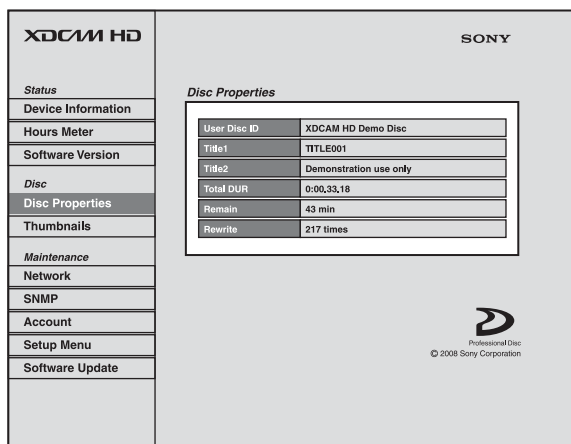 XDCAM HD
SONY
Status
Device Information
Hours Meter
Software Version
Disc
Disc Properties
Thumbnails
Maintenance
Network
SNMP
Account
Setup Menu
Software Update
Disc Properties
User Disc ID XDCAM HD Demo Disc
Title1 TITLE001
Title2 Demonstration use only
Total DUR 0:00.33.18
Remain 43 min
Rewrite 217 times
Professional Disc
© 2008 Sony Corporation